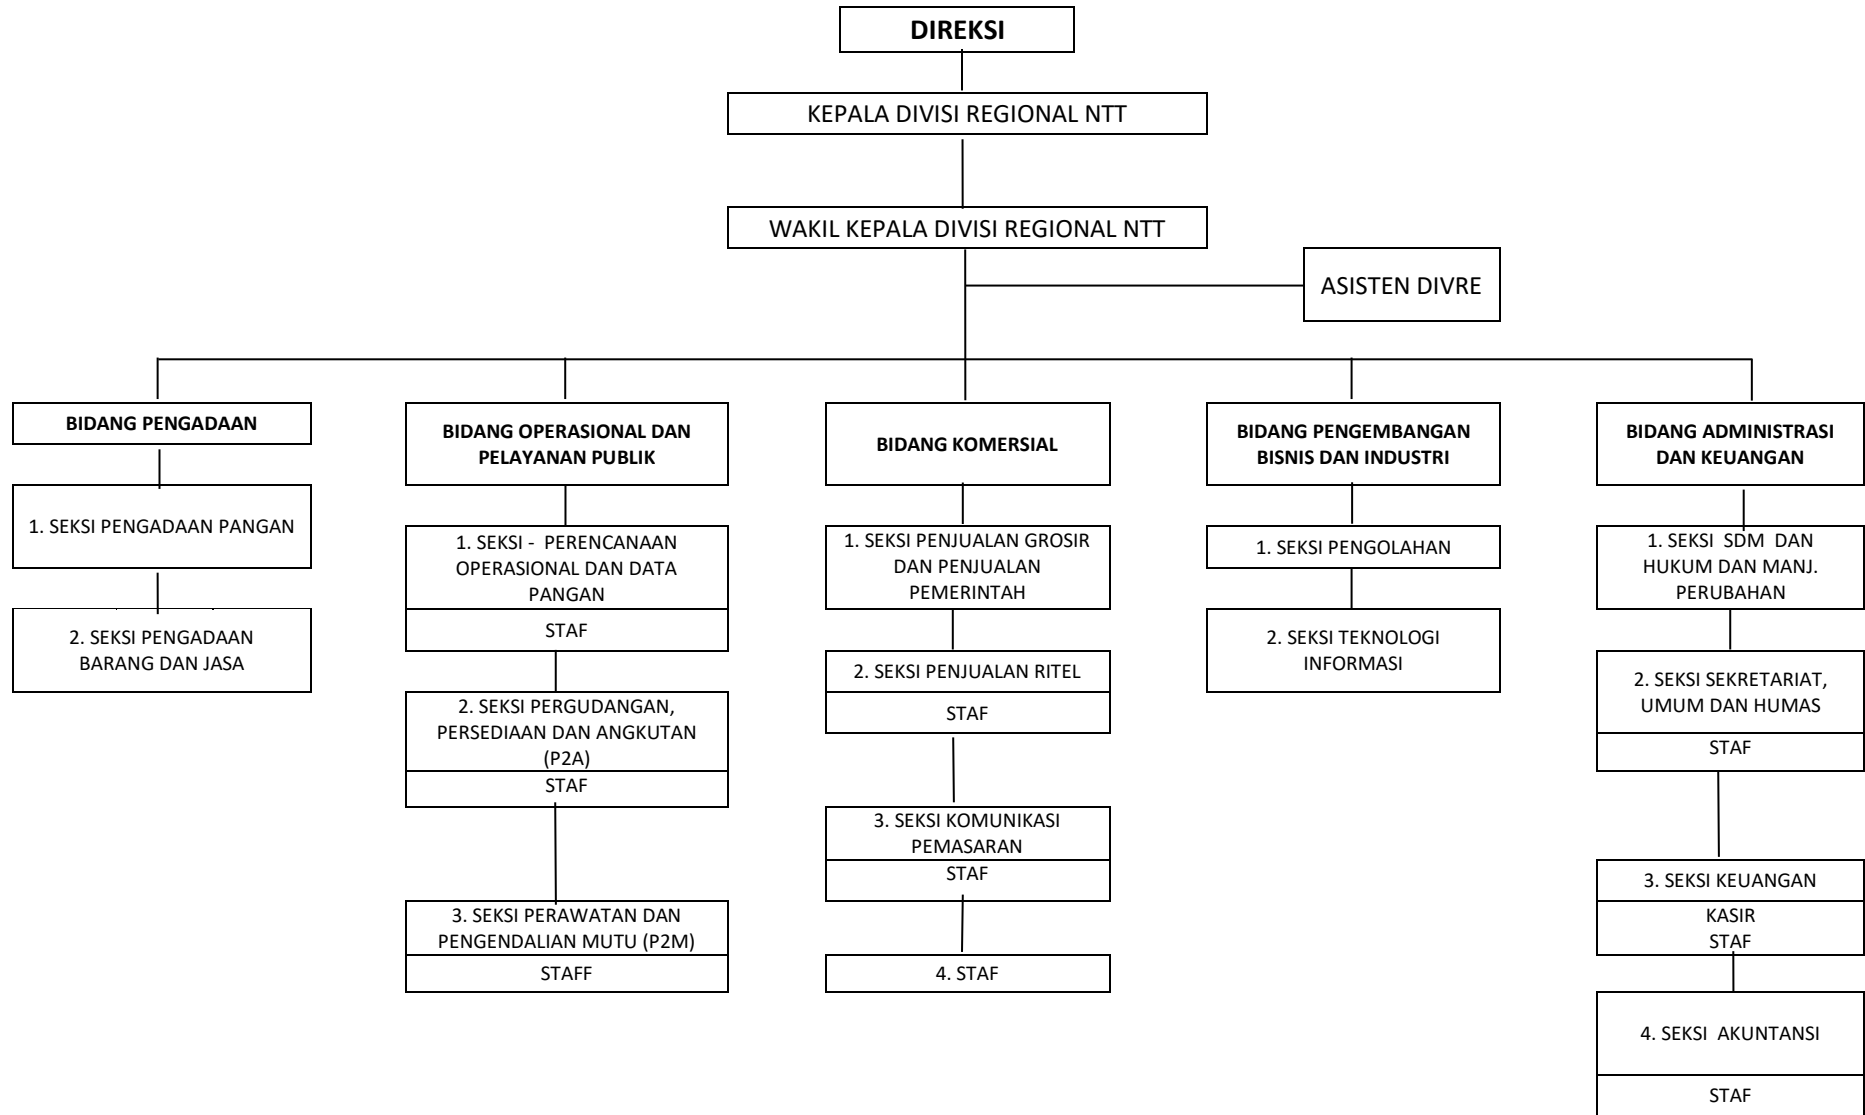 DIREKSI
KEPALA DIVISI REGIONAL NTT
WAKIL KEPALA DIVISI REGIONAL NTT
ASISTEN DIVRE
BIDANG PENGADAAN
1. SEKSI PENGADAAN PANGAN
2. SEKSI PENGADAAN
BARANG DAN JASA
BIDANG OPERASIONAL DAN
PELAYANAN PUBLIK
1. SEKSI - PERENCANAAN
OPERASIONAL DAN DATA
PANGAN
STAF
2. SEKSI PERGUDANGAN,
PERSEDIAAN DAN ANGKUTAN
(P2A)
STAF
3. SEKSI PERAWATAN DAN
PENGENDALIAN MUTU (P2M)
STAFF
BIDANG KOMERSIAL
1. SEKSI PENJUALAN GROSIR
DAN PENJUALAN
PEMERINTAH
2. SEKSI PENJUALAN RITEL
STAF
3. SEKSI KOMUNIKASI
PEMASARAN
STAF
4. STAF
BIDANG PENGEMBANGAN
BISNIS DAN INDUSTRI
1. SEKSI PENGOLAHAN
2. SEKSI TEKNOLOGI
INFORMASI
BIDANG ADMINISTRASI
DAN KEUANGAN
1. SEKSI SDM DAN
HUKUM DAN MANJ.
PERUBAHAN
2. SEKSI SEKRETARIAT,
UMUM DAN HUMAS
STAF
3. SEKSI KEUANGAN
KASIR
STAF
4. SEKSI AKUNTANSI
STAF